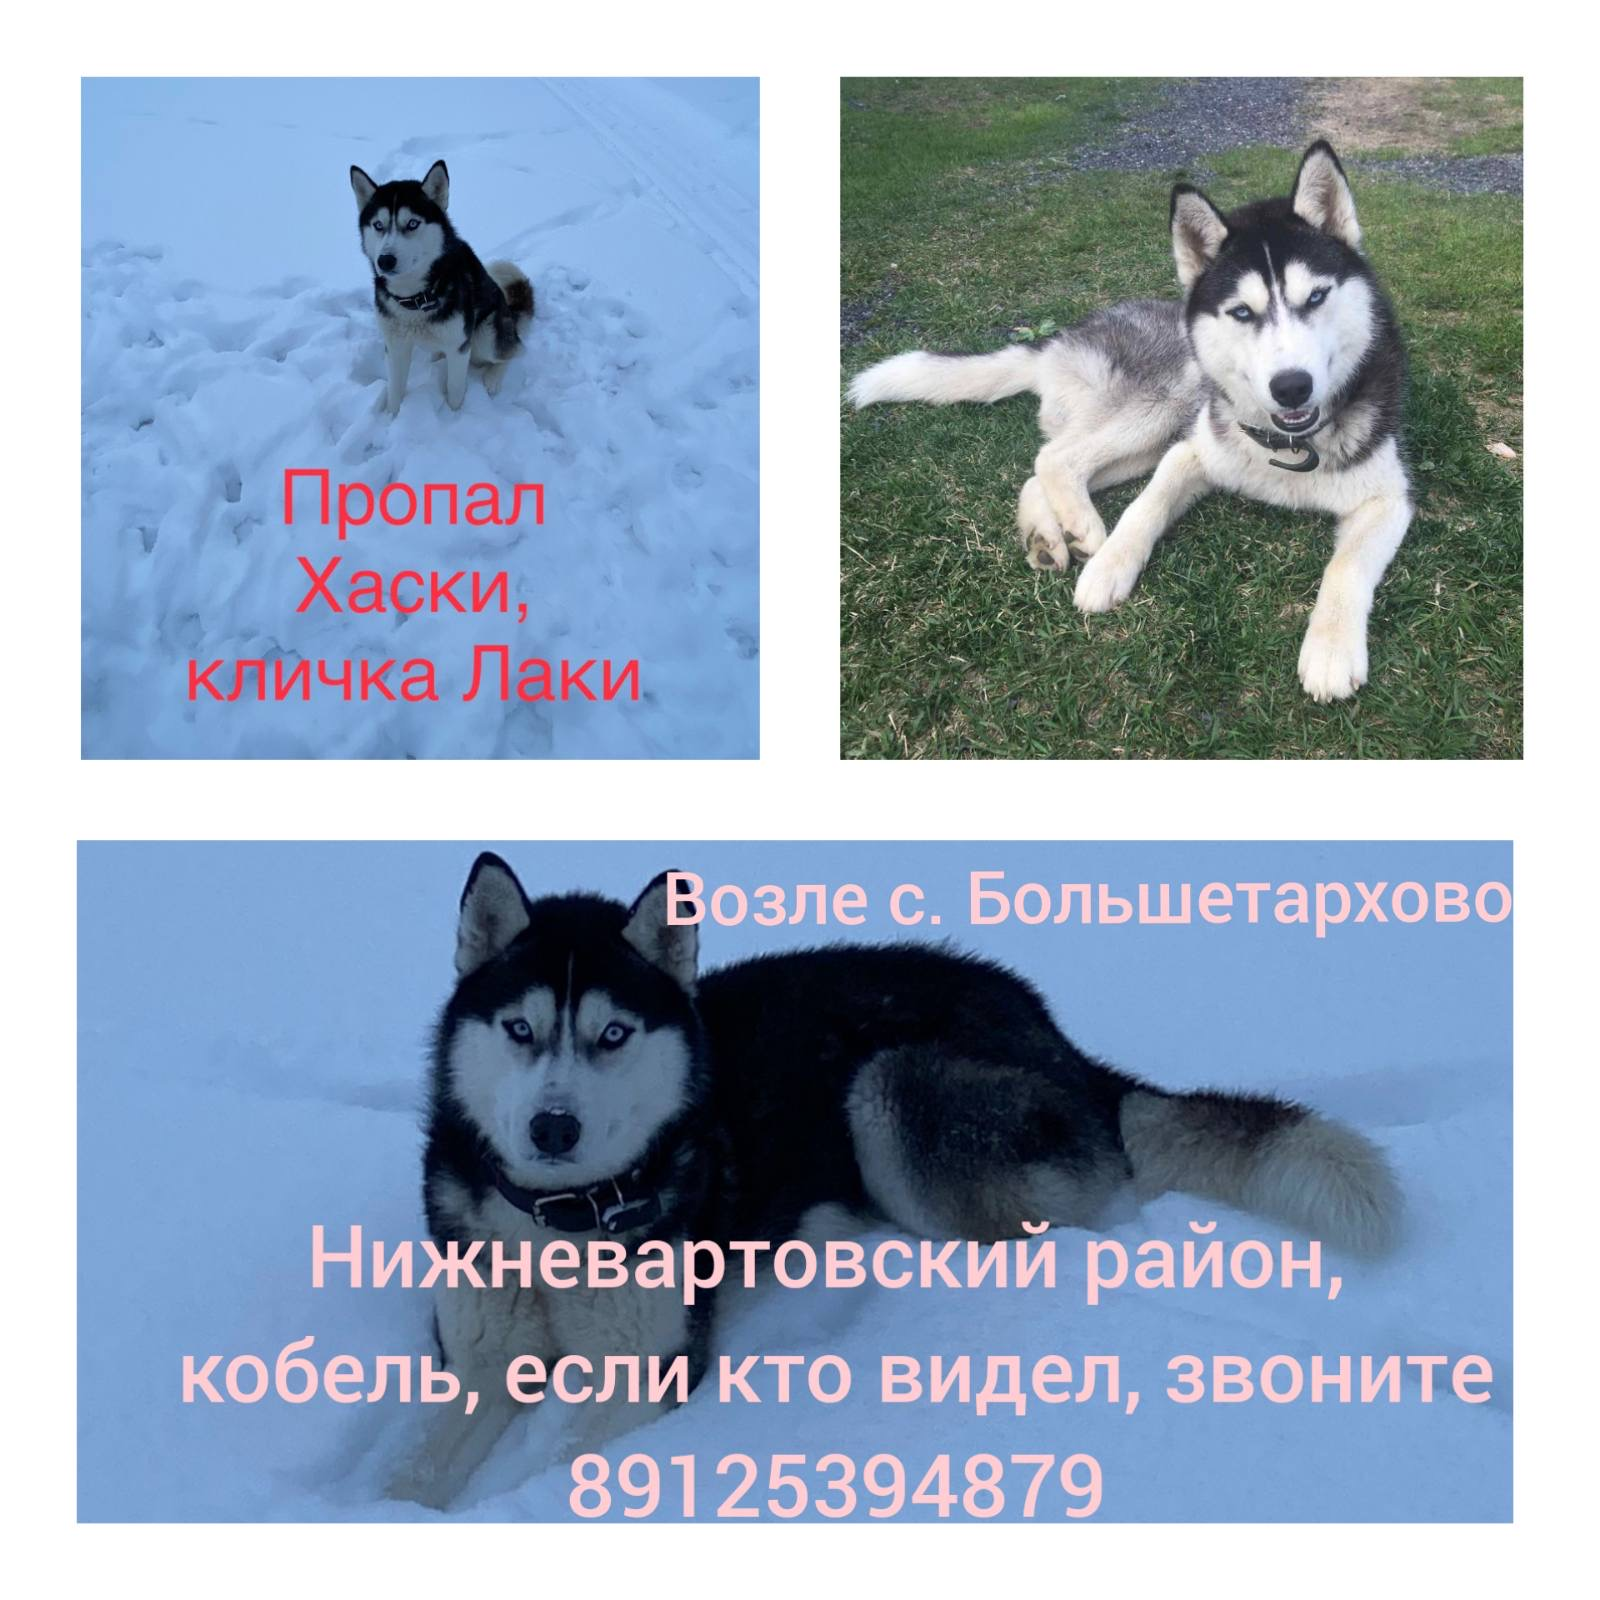 Пропал
Хаски,
кличка Лаки
Возле с. Большетархово
Нижневартовский район,
кобель, если кто видел, звоните
89125394879